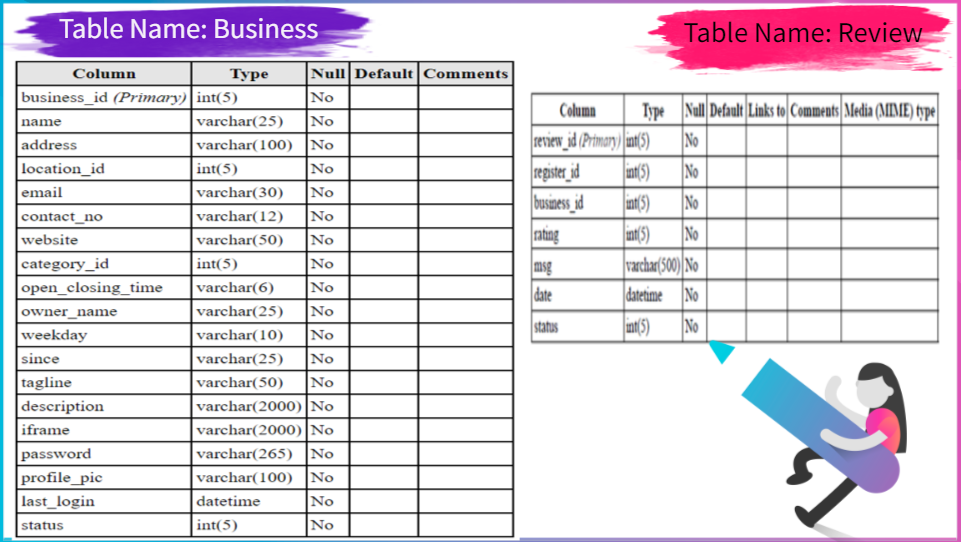 Table Name: Business
Column Type Null Default Comments
business_id (Primary) int(5) No
name varchar(25) No
address varchar(100) No
location_id int(5) No
email varchar(30) No
contact_no varchar(12) No
website varchar(50) No
category_id int(5) No
open_closing_time varchar(6) No
owner_name varchar(25) No
weekday varchar(10) No
since varchar(25) No
tagline varchar(50) No
description varchar(2000) No
iframe varchar(2000) No
password varchar(265) No
profile_pic varchar(100) No
last_login datetime No
status int(5) No
Table Name: Review
Column Type Null Default Links to Comments Media (MIME) type
review_id (Primary) int(5) No
register_id int(5) No
business_id int(5) No
rating int(5) No
msg varchar(500) No
date datetime No
status int(5) No